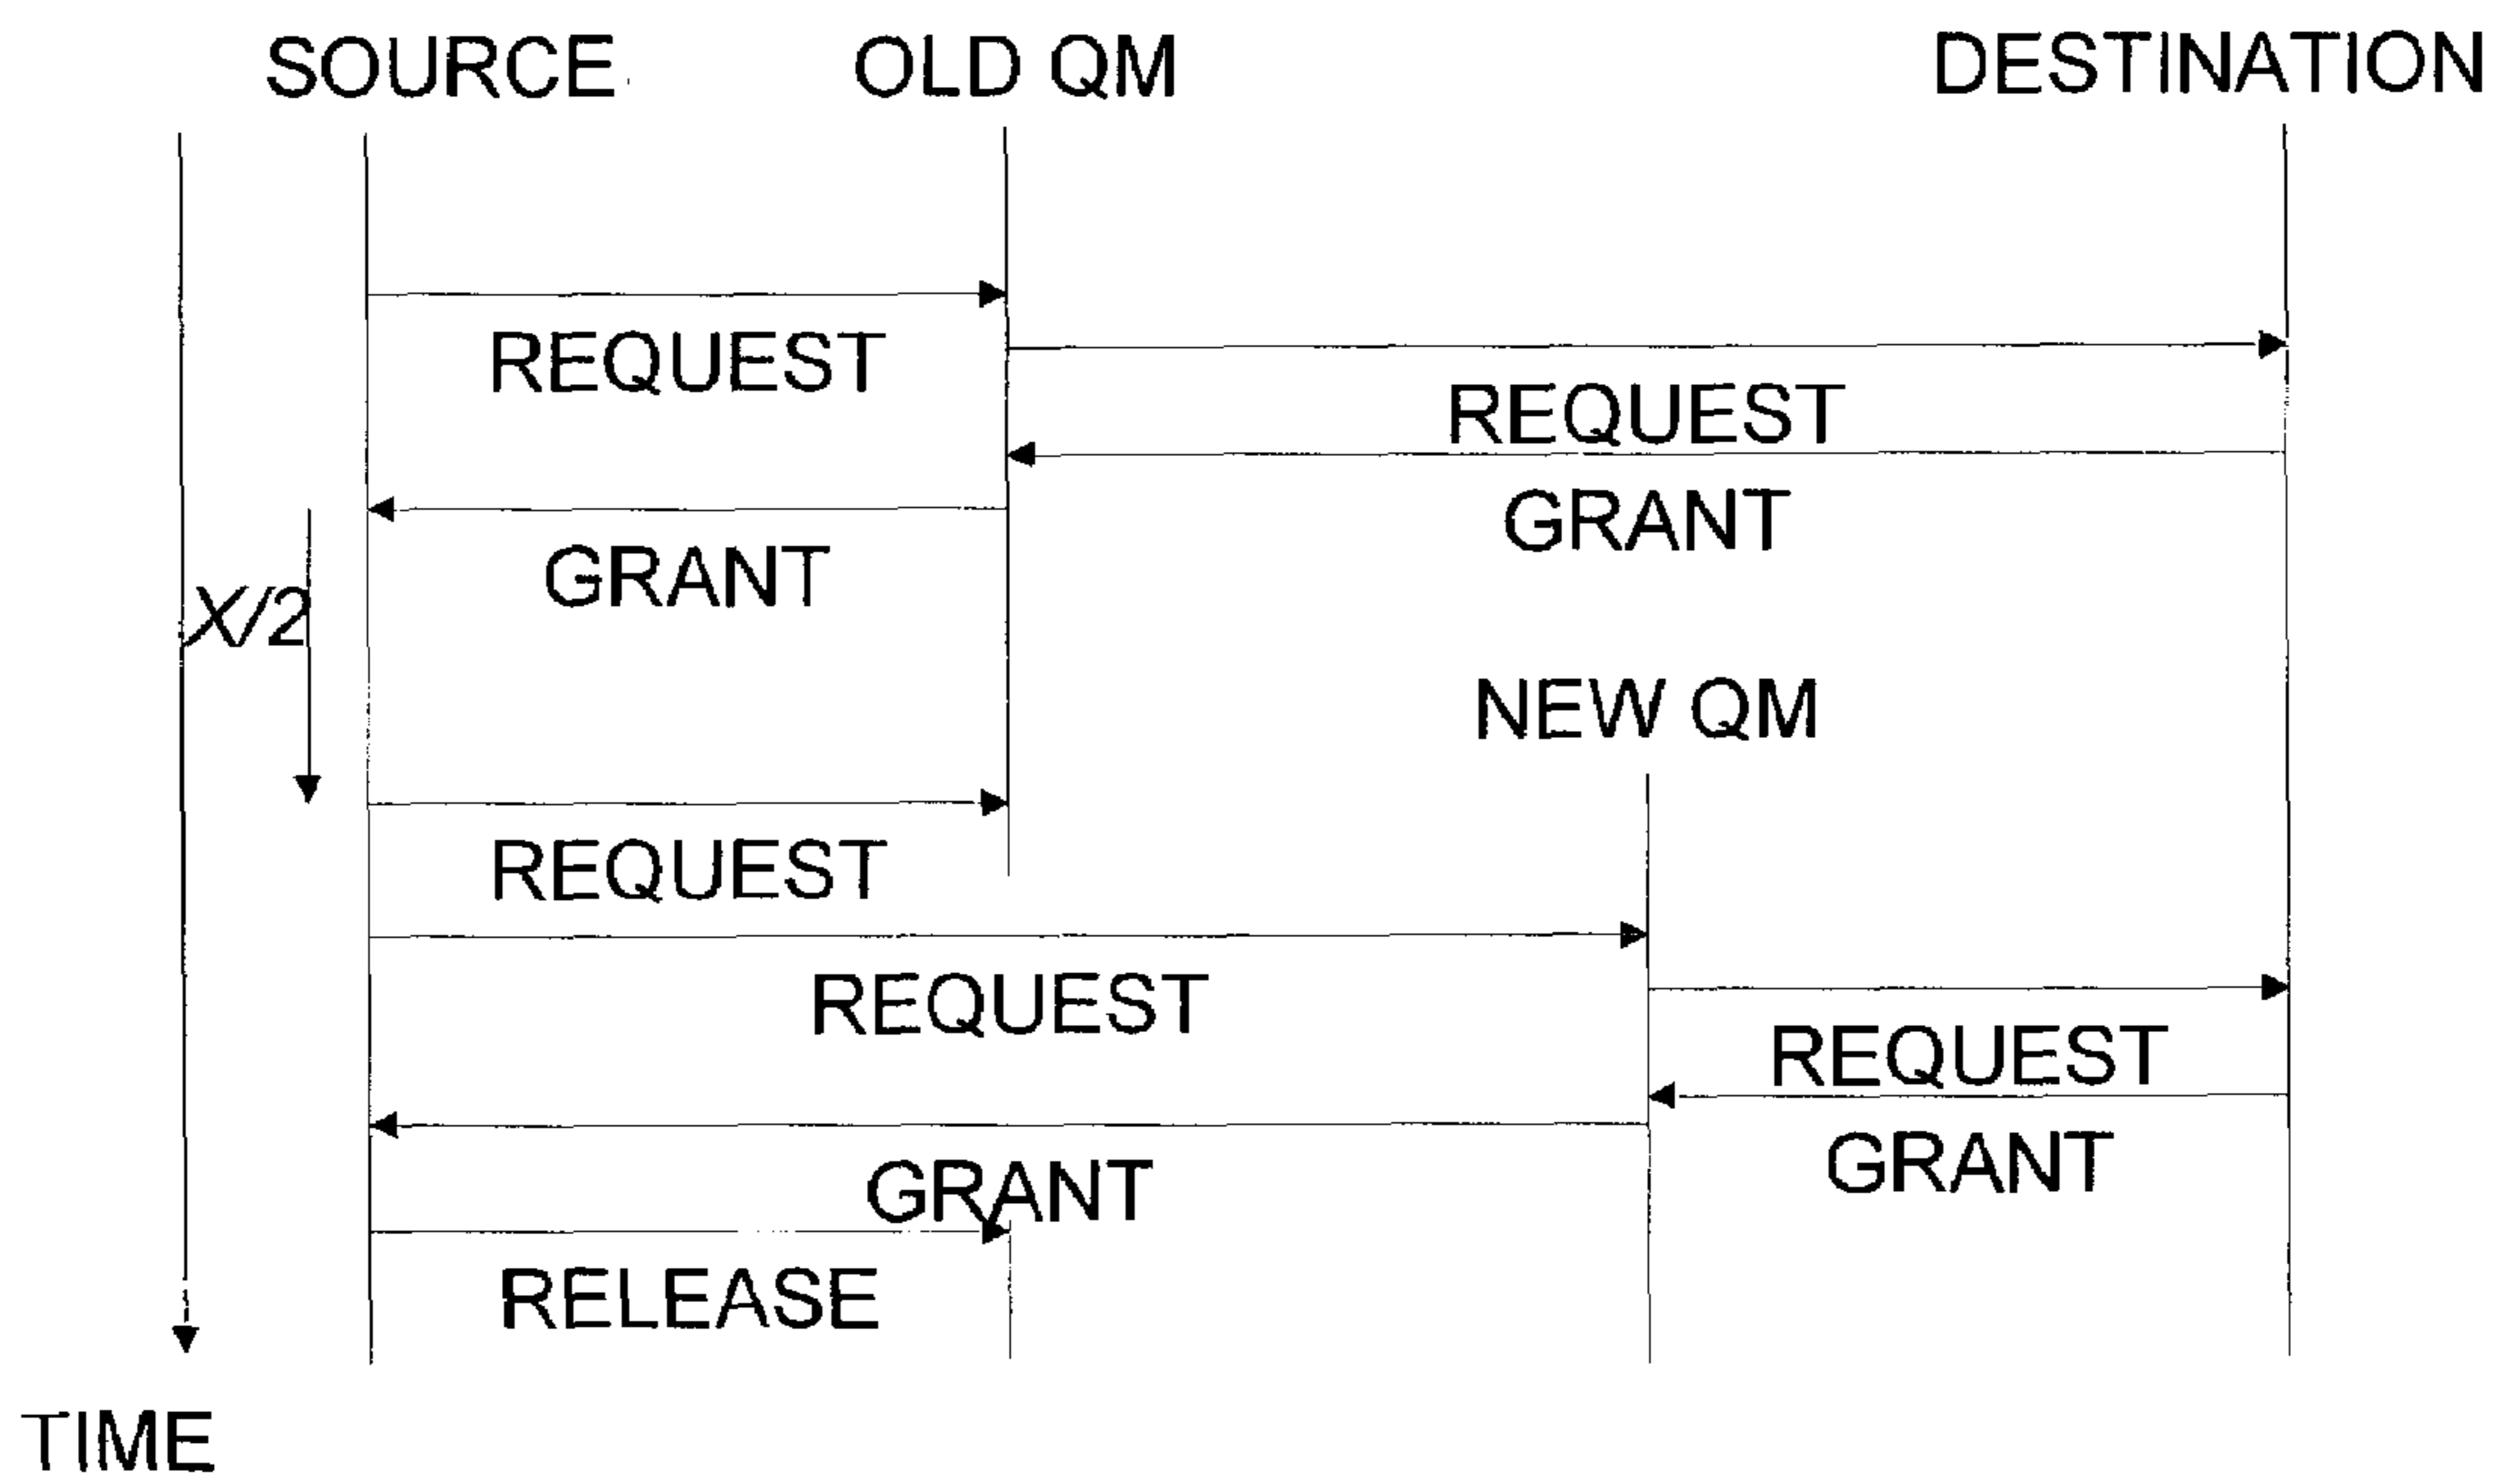 SOURCE
OLD QM
DESTINATION
REQUEST
REQUEST
GRANT
GRANT
X/2
NEW QM
REQUEST
REQUEST
REQUEST
GRANT
GRANT
RELEASE
TIME